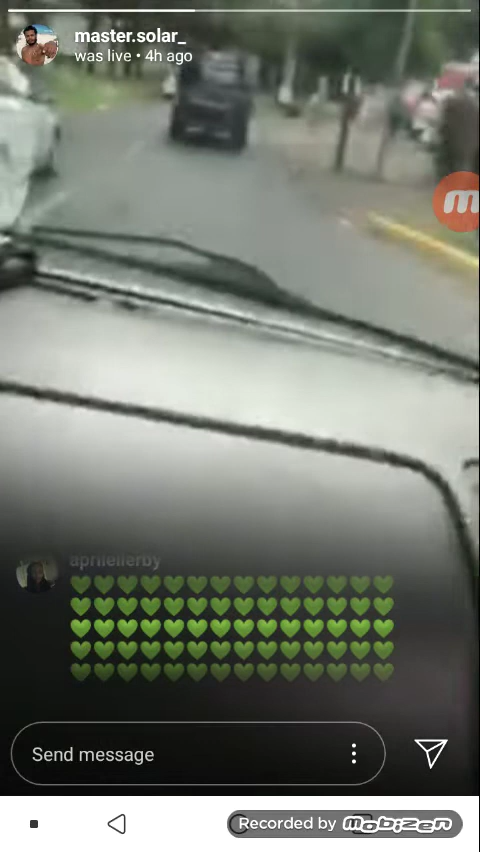 master.solar_
was live • 4h ago
aprilellerby
Send message
Recorded by Mobizen